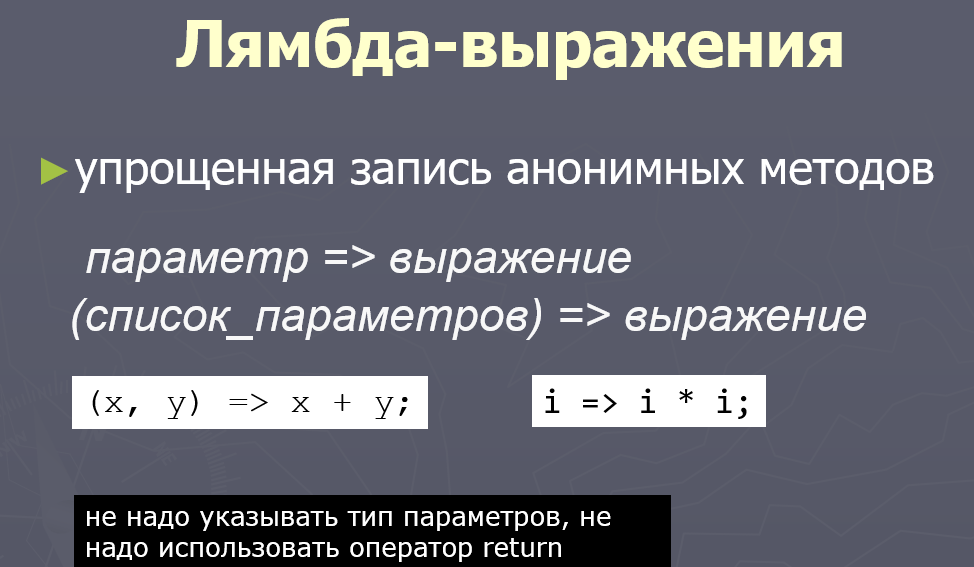 Лямбда-выражения
упрощенная запись анонимных методов
параметр => выражение
(список_параметров) => выражение
(x, y) => x + y;
i => i * i;
не надо указывать тип параметров, не
надо использовать оператор return